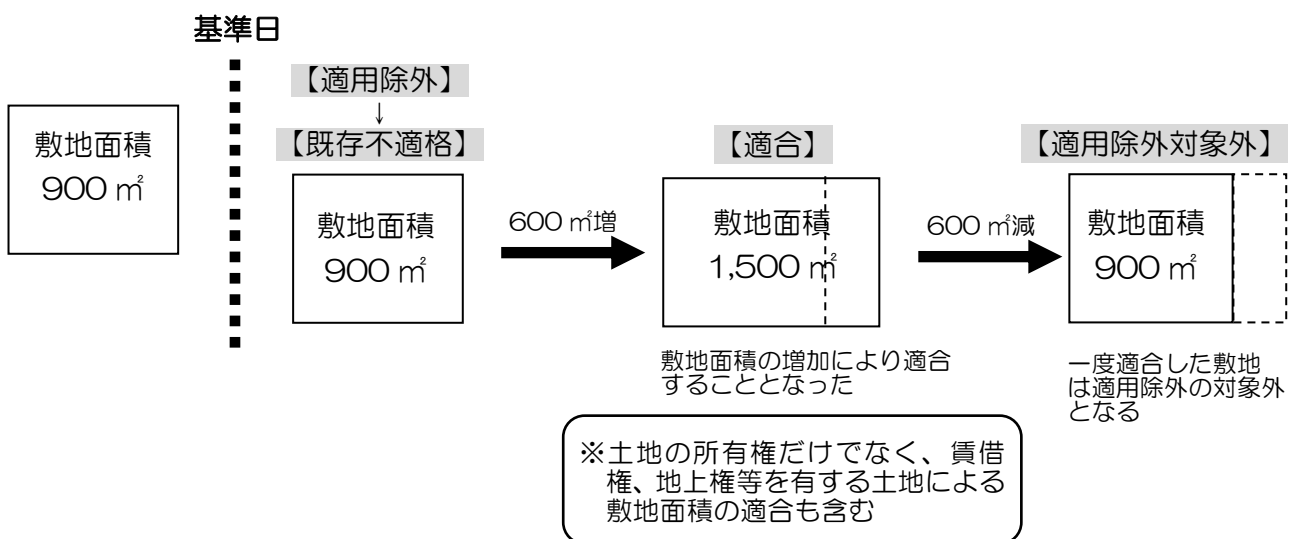 基準日
敷地面積
900 ㎡
【適用除外】
↓
【既存不適格】
敷地面積
900 ㎡
600 ㎡増
【適合】
敷地面積
1,500 ㎡
敷地面積の増加により適合
することとなった
600 ㎡減
【適用除外対象外】
敷地面積
900 ㎡
一度適合した敷地
は適用除外の対象外
となる
※土地の所有権だけでなく、賃借
権、地上権等を有する土地による
敷地面積の適合も含む